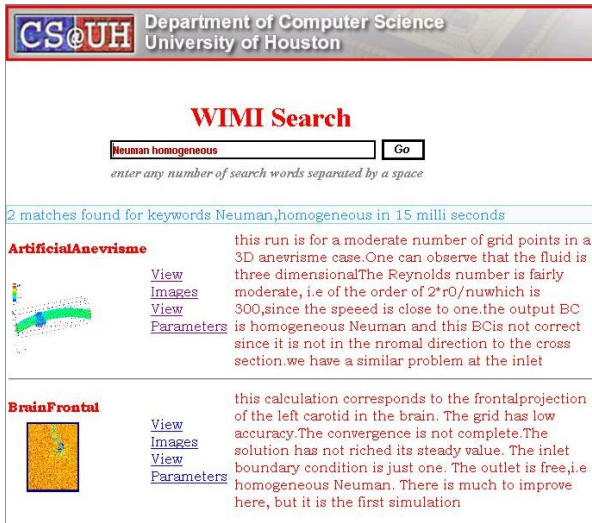 CS@UH Department of Computer Science
University of Houston
WIMI Search
Neuman homogeneous Go
enter any number of search words separated by a space
2 matches found for keywords Neuman,homogeneous in 15 milli seconds
ArtificialAnevrisme
View
Images
View
Parameters
this run is for a moderate number of grid points in a
3D anevrisme case.One can observe that the fluid is
three dimensionalThe Reynolds number is fairly
moderate, i.e of the order of 2*r0/nuwhich is
300,since the speeed is close to one.the output BC
is homogeneous Neuman and this BCis not correct
since it is not in the nromal direction to the cross
section.we have a similar problem at the inlet
BrainFrontal
View
Images
View
Parameters
this calculation corresponds to the frontalprojection
of the left carotid in the brain. The grid has low
accuracy.The convergence is not complete.The
solution has not riched its steady value. The inlet
boundary condition is just one. The outlet is free,i.e
homogeneous Neuman. There is much to improve
here, but it is the first simulation